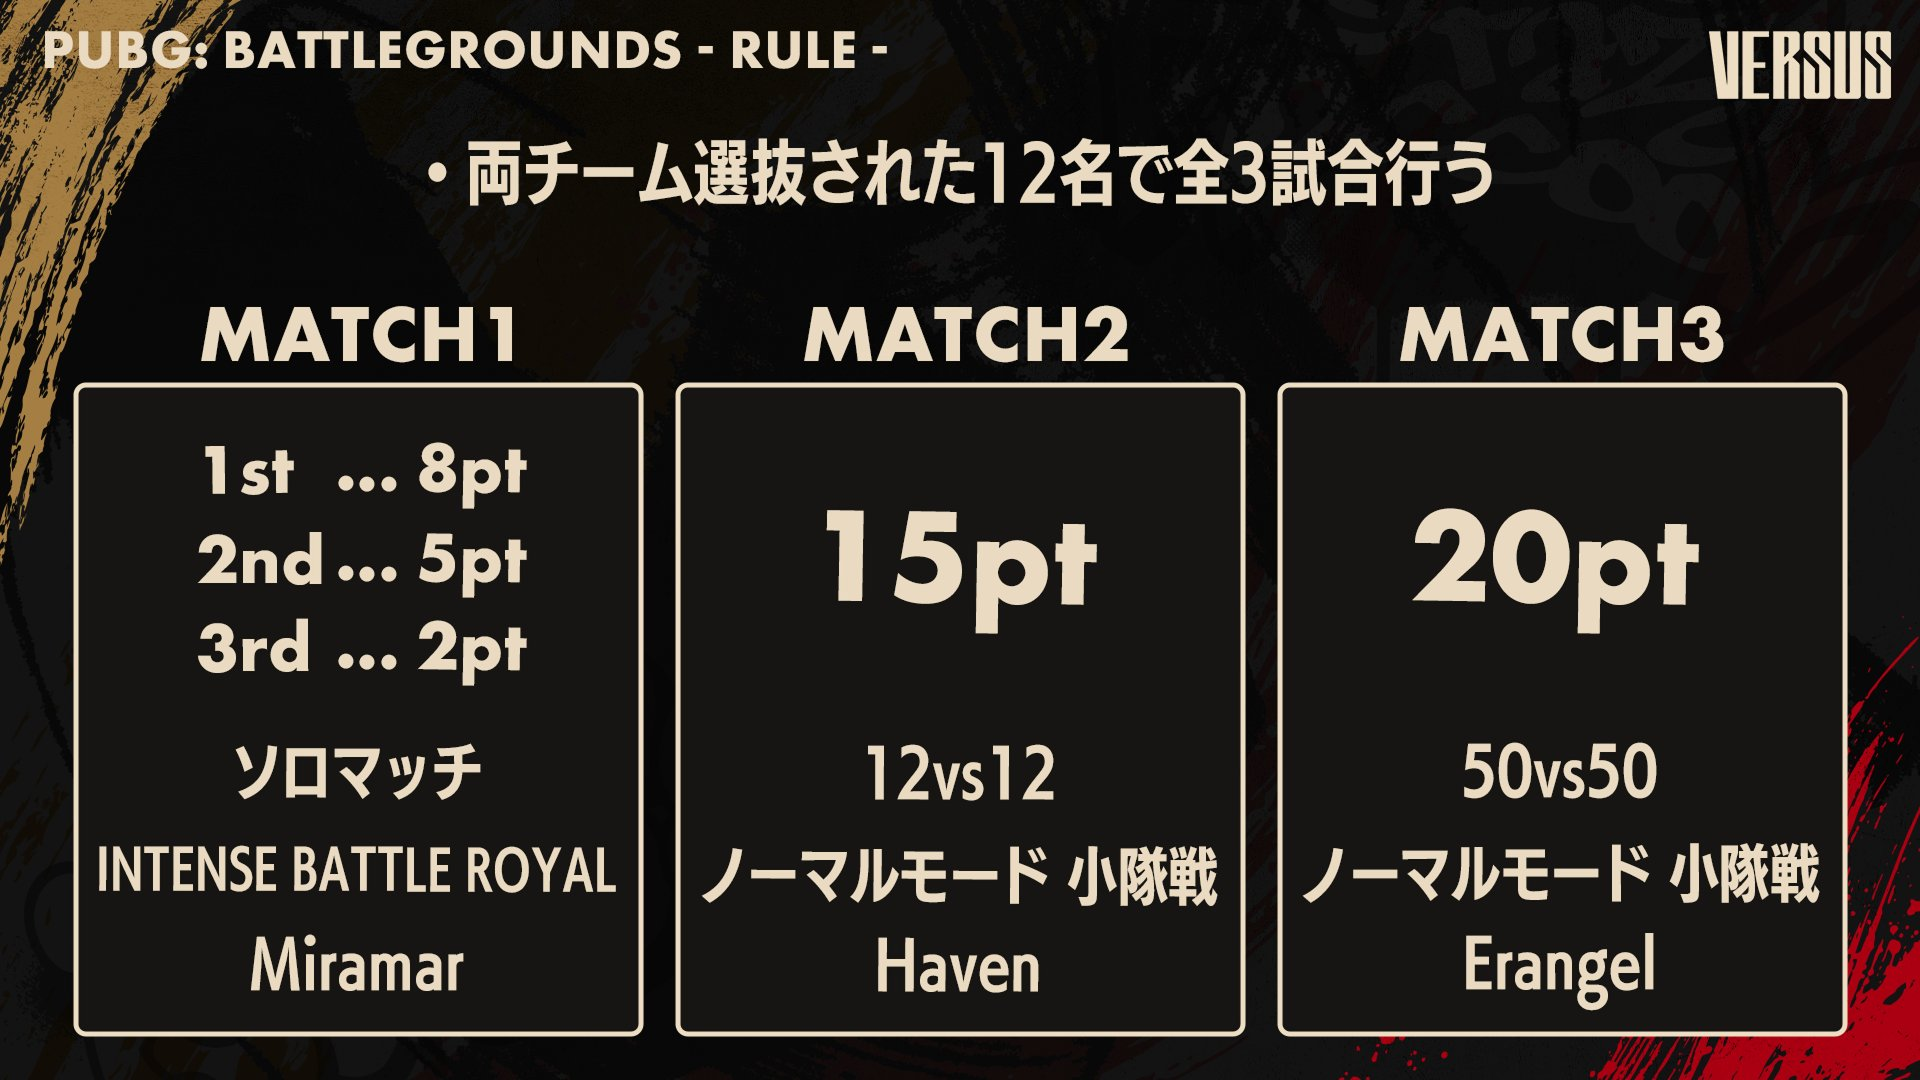 PUBG: BATTLEGROUNDS - RULE -
VERSUS
・両チーム選抜された12名で全3試合行う
MATCH1
1st ... 8pt
2nd ... 5pt
3rd ... 2pt
ソロマッチ
INTENSE BATTLE ROYAL
Miramar
MATCH2
15pt
12vs12
ノーマルモード 小隊戦
Haven
MATCH3
20pt
50vs50
ノーマルモード 小隊戦
Erangel